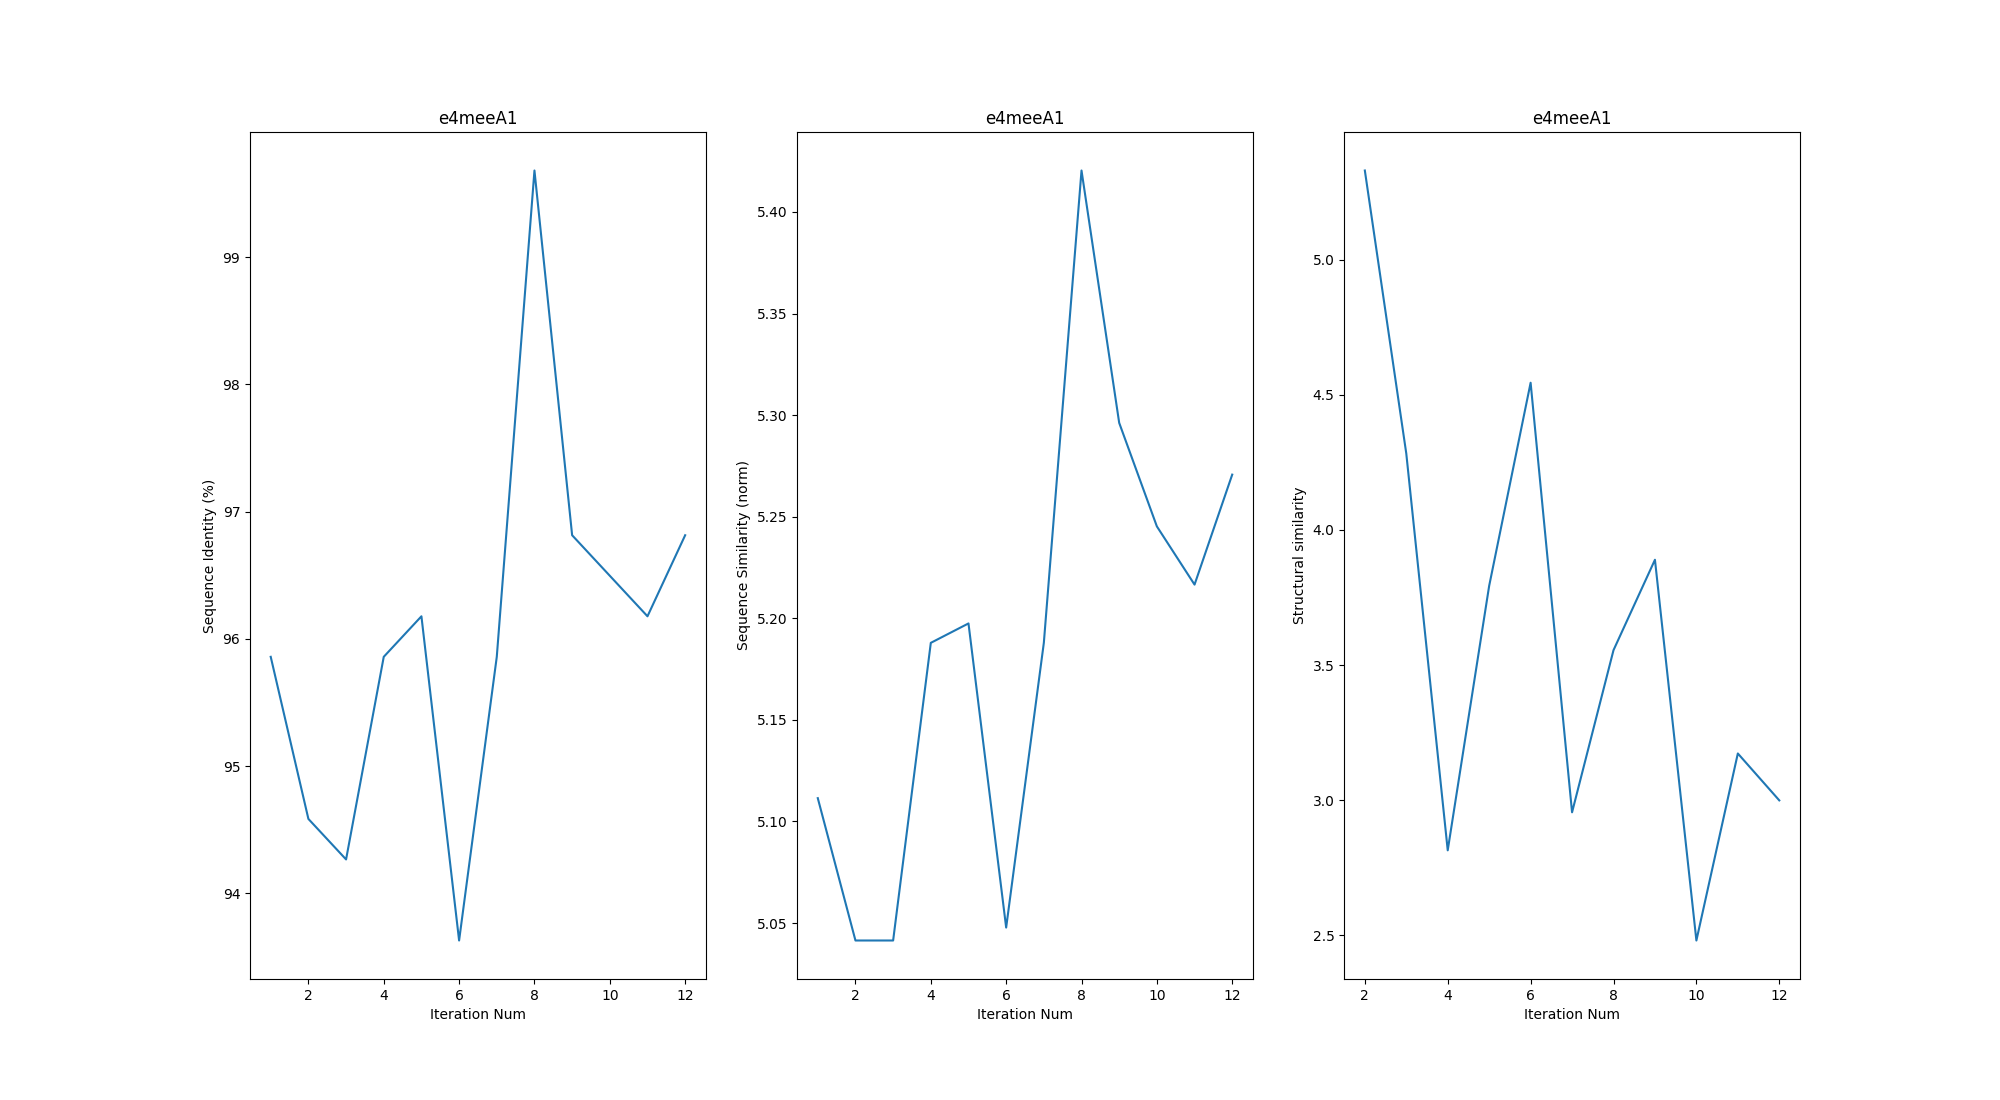 e4meeA1
Sequence Identity (%)
99
98
97
96
95
94
2 4 6 8 10 12
Iteration Num
e4meeA1
Sequence Similarity (norm)
5.40
5.35
5.30
5.25
5.20
5.15
5.10
5.05
2 4 6 8 10 12
Iteration Num
e4meeA1
Structural similarity
5.0
4.5
4.0
3.5
3.0
2.5
2 4 6 8 10 12
Iteration Num